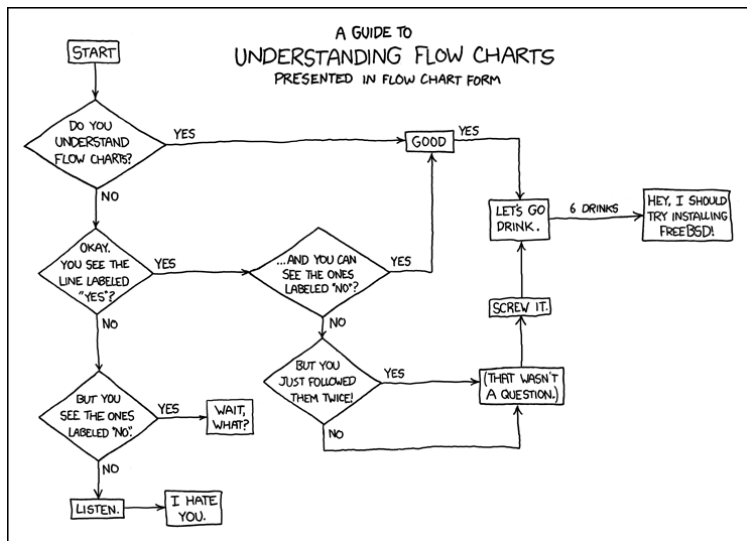 A GUIDE TO
UNDERSTANDING FLOW CHARTS
PRESENTED IN FLOW CHART FORM
START
DO YOU
UNDERSTAND
FLOW CHARTS?
YES
GOOD
YES
NO
LET'S GO
DRINK.
6 DRINKS
HEY, I SHOULD
TRY INSTALLING
FREEBSD!
OKAY.
YOU SEE THE
LINE LABELED
"YES"?
YES
...AND YOU CAN
SEE THE ONES
LABELED "NO"?
YES
NO
NO
SCREW IT.
BUT YOU
JUST FOLLOWED
THEM TWICE!
YES
(THAT WASN'T
A QUESTION.)
NO
BUT YOU
SEE THE ONES
LABELED "NO".
YES
WAIT,
WHAT?
NO
LISTEN.
I HATE
YOU.